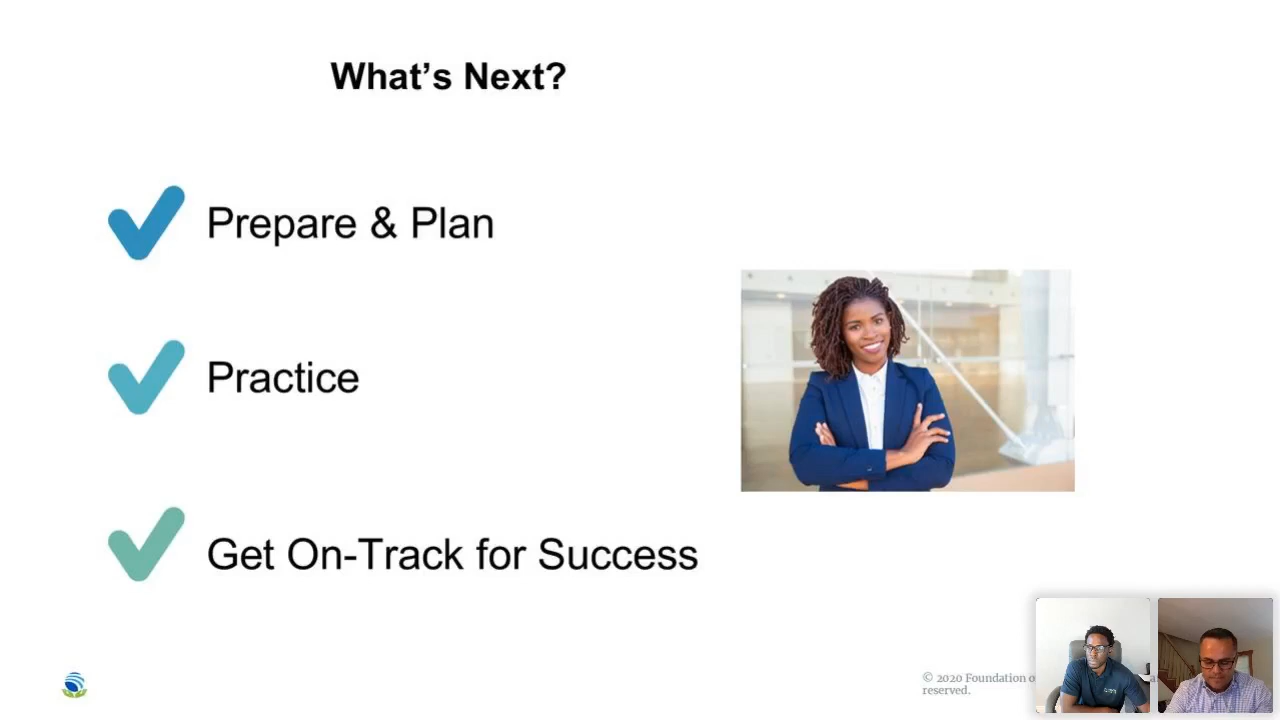 What’s Next?
Prepare & Plan
Practice
Get On-Track for Success
© 2020 Foundation
reserved.